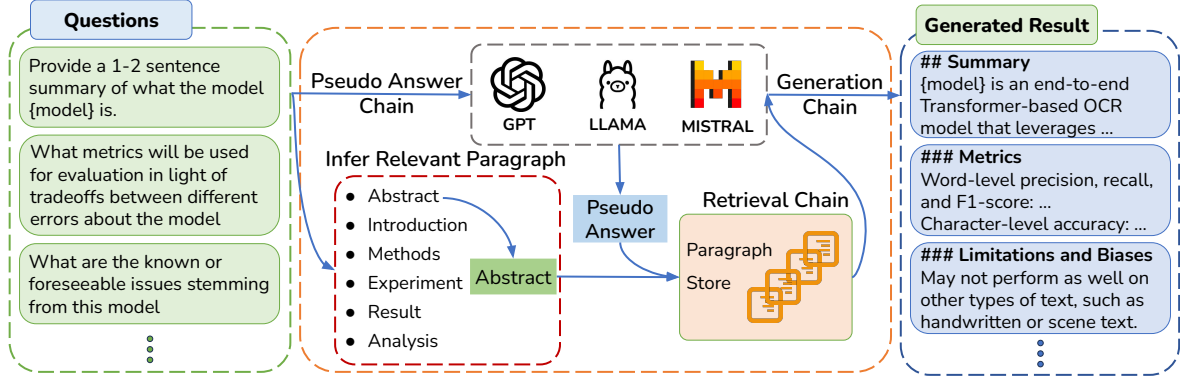 Questions
Provide a 1-2 sentence
summary of what the model
{model} is.
What metrics will be used
for evaluation in light of
tradeoffs between different
errors about the model
What are the known or
foreseeable issues stemming
from this model
Pseudo Answer
Chain
GPT
LLAMA
MISTRAL
Generation
Chain
Infer Relevant Paragraph
● Abstract
● Introduction
● Methods
● Experiment
● Result
● Analysis
Abstract
Pseudo
Answer
Retrieval Chain
Paragraph
Store
Generated Result
## Summary
{model} is an end-to-end
Transformer-based OCR
model that leverages ...
### Metrics
Word-level precision, recall,
and F1-score: ...
Character-level accuracy: ...
### Limitations and Biases
May not perform as well on
other types of text, such as
handwritten or scene text.